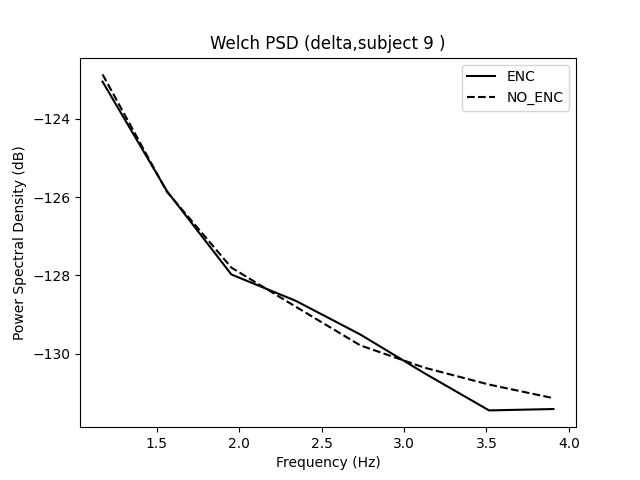 Welch PSD (delta,subject 9 )
ENC
NO_ENC
Power Spectral Density (dB)
−124
−126
−128
−130
1.5 2.0 2.5 3.0 3.5 4.0
Frequency (Hz)